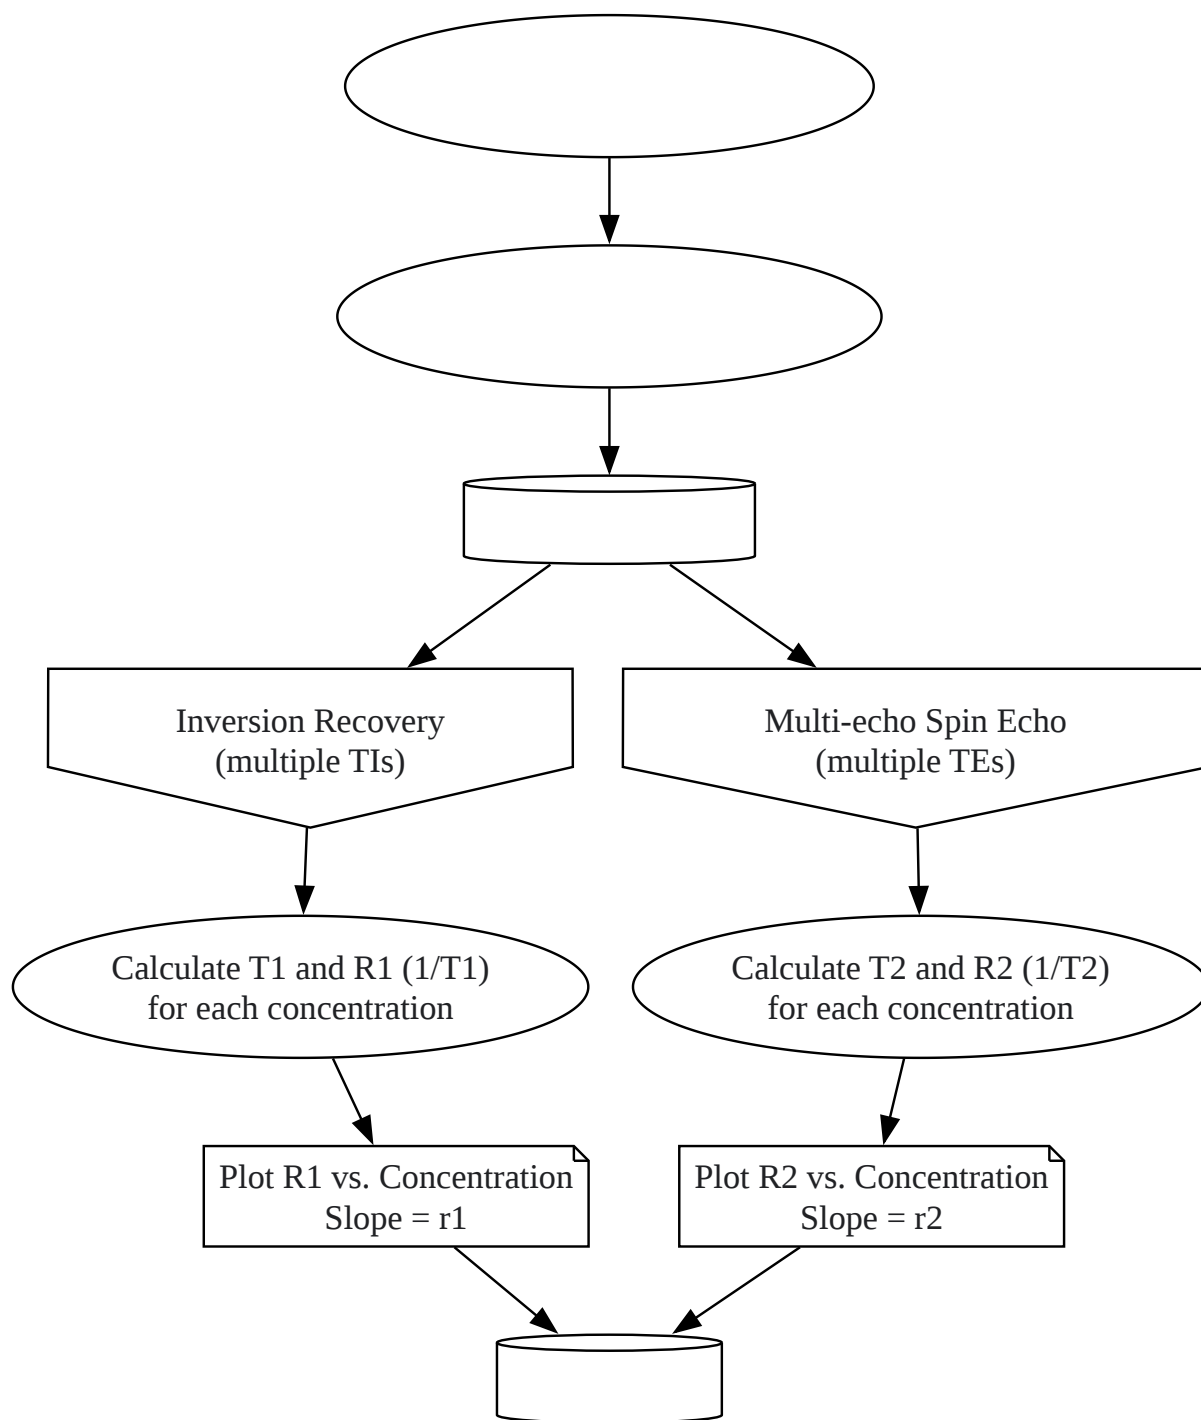 Inversion Recovery
(multiple TIs)
Multi-echo Spin Echo
(multiple TEs)
Calculate T1 and R1 (1/T1)
for each concentration
Calculate T2 and R2 (1/T2)
for each concentration
Plot R1 vs. Concentration
Slope = r1
Plot R2 vs. Concentration
Slope = r2